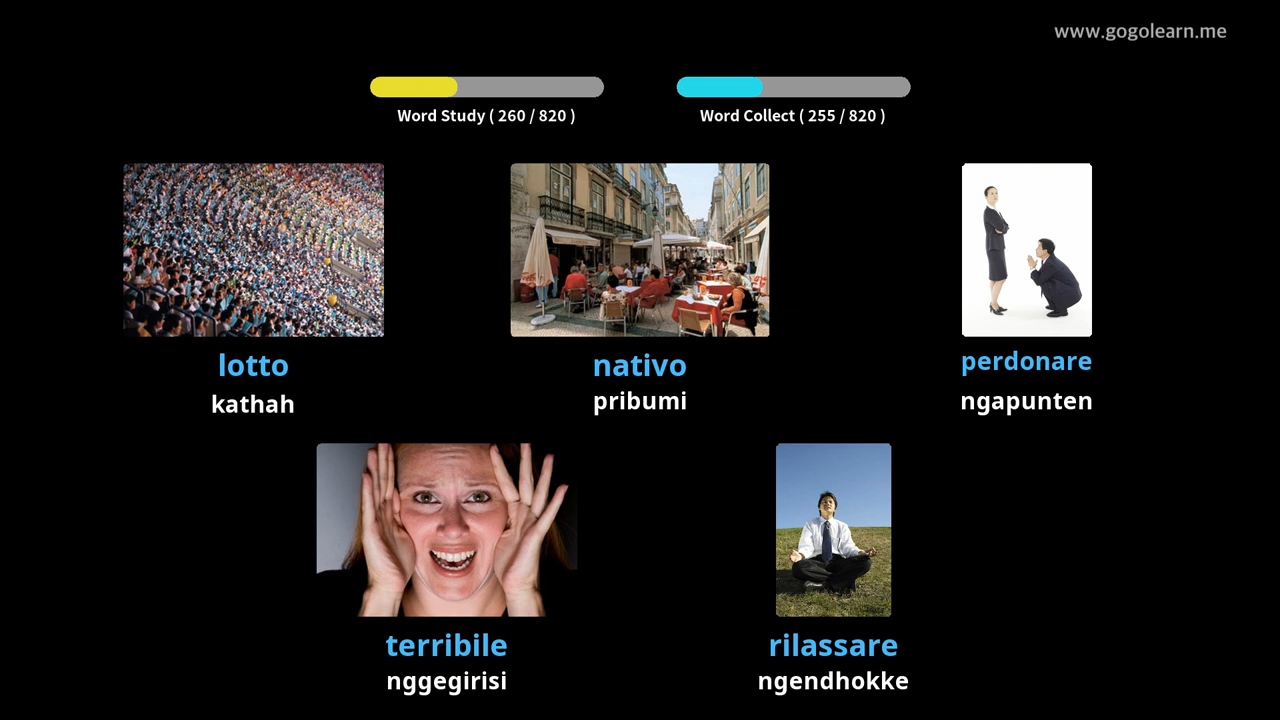 www.gogolearn.me
Word Study ( 260 / 820 )
Word Collect ( 255 / 820 )
lotto
kathah
nativo
pribumi
perdonare
ngapunten
terribile
nggegirisi
rilassare
ngendhokke